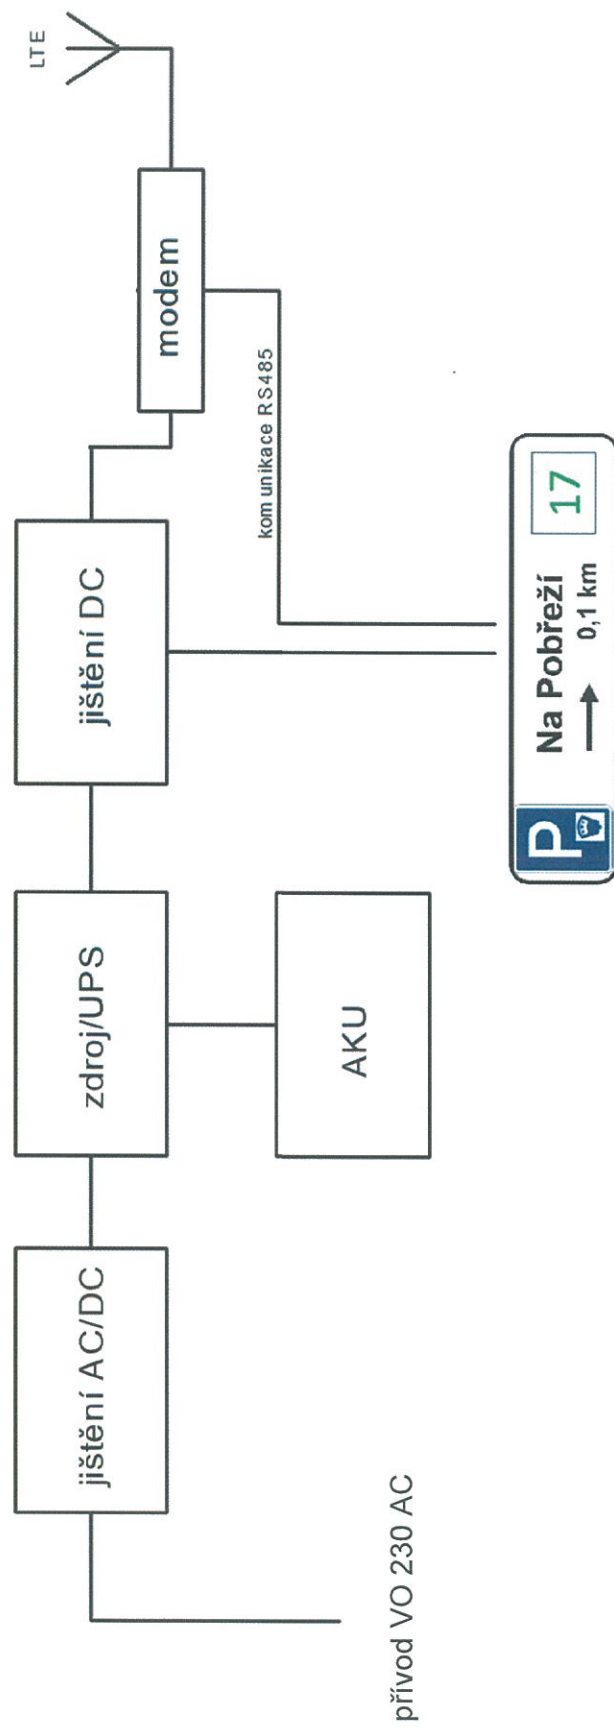 LTE
modem
jištění DC
zdroj/UPS
jištění AC/DC
komunikace RS485
AKU
přívod VO 230 AC
P
Na Pobřeží
0,1 km
17